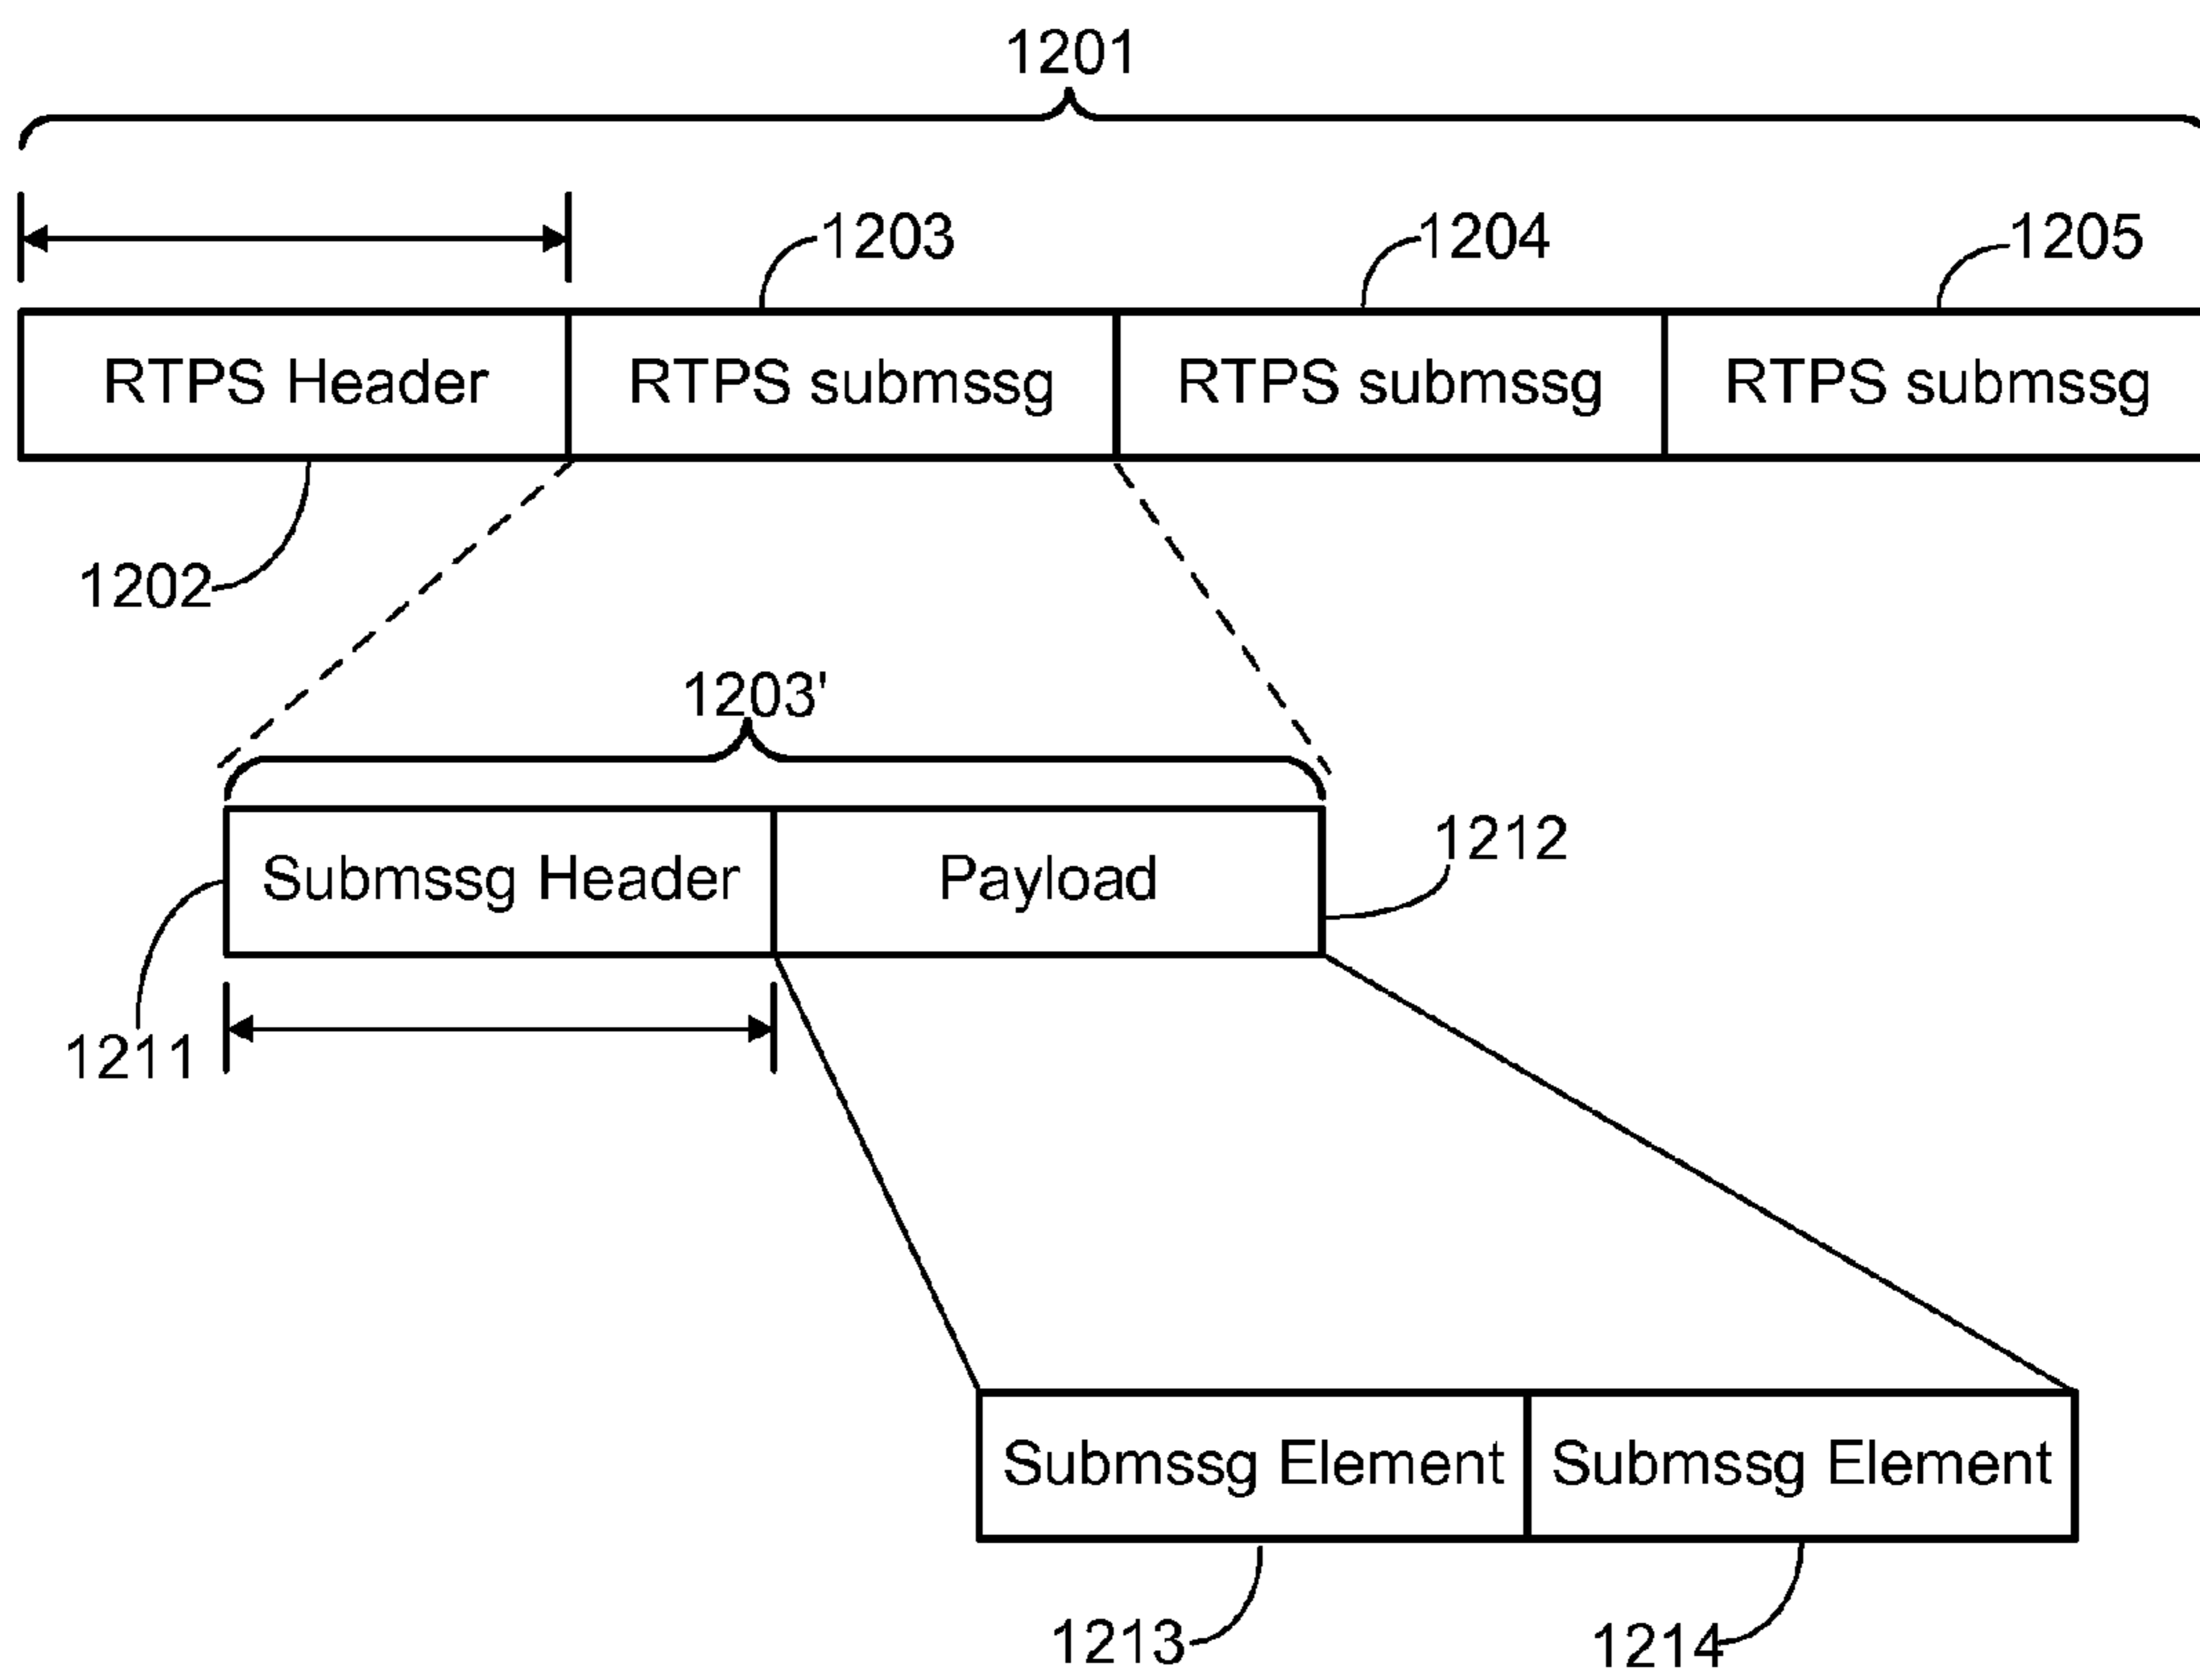 1201
1203 1204 1205
RTPS Header RTPS submssg RTPS submssg RTPS submssg
1202
1203'
1212
Submssg Header Payload
1211
Submssg Element Submssg Element
1213 1214